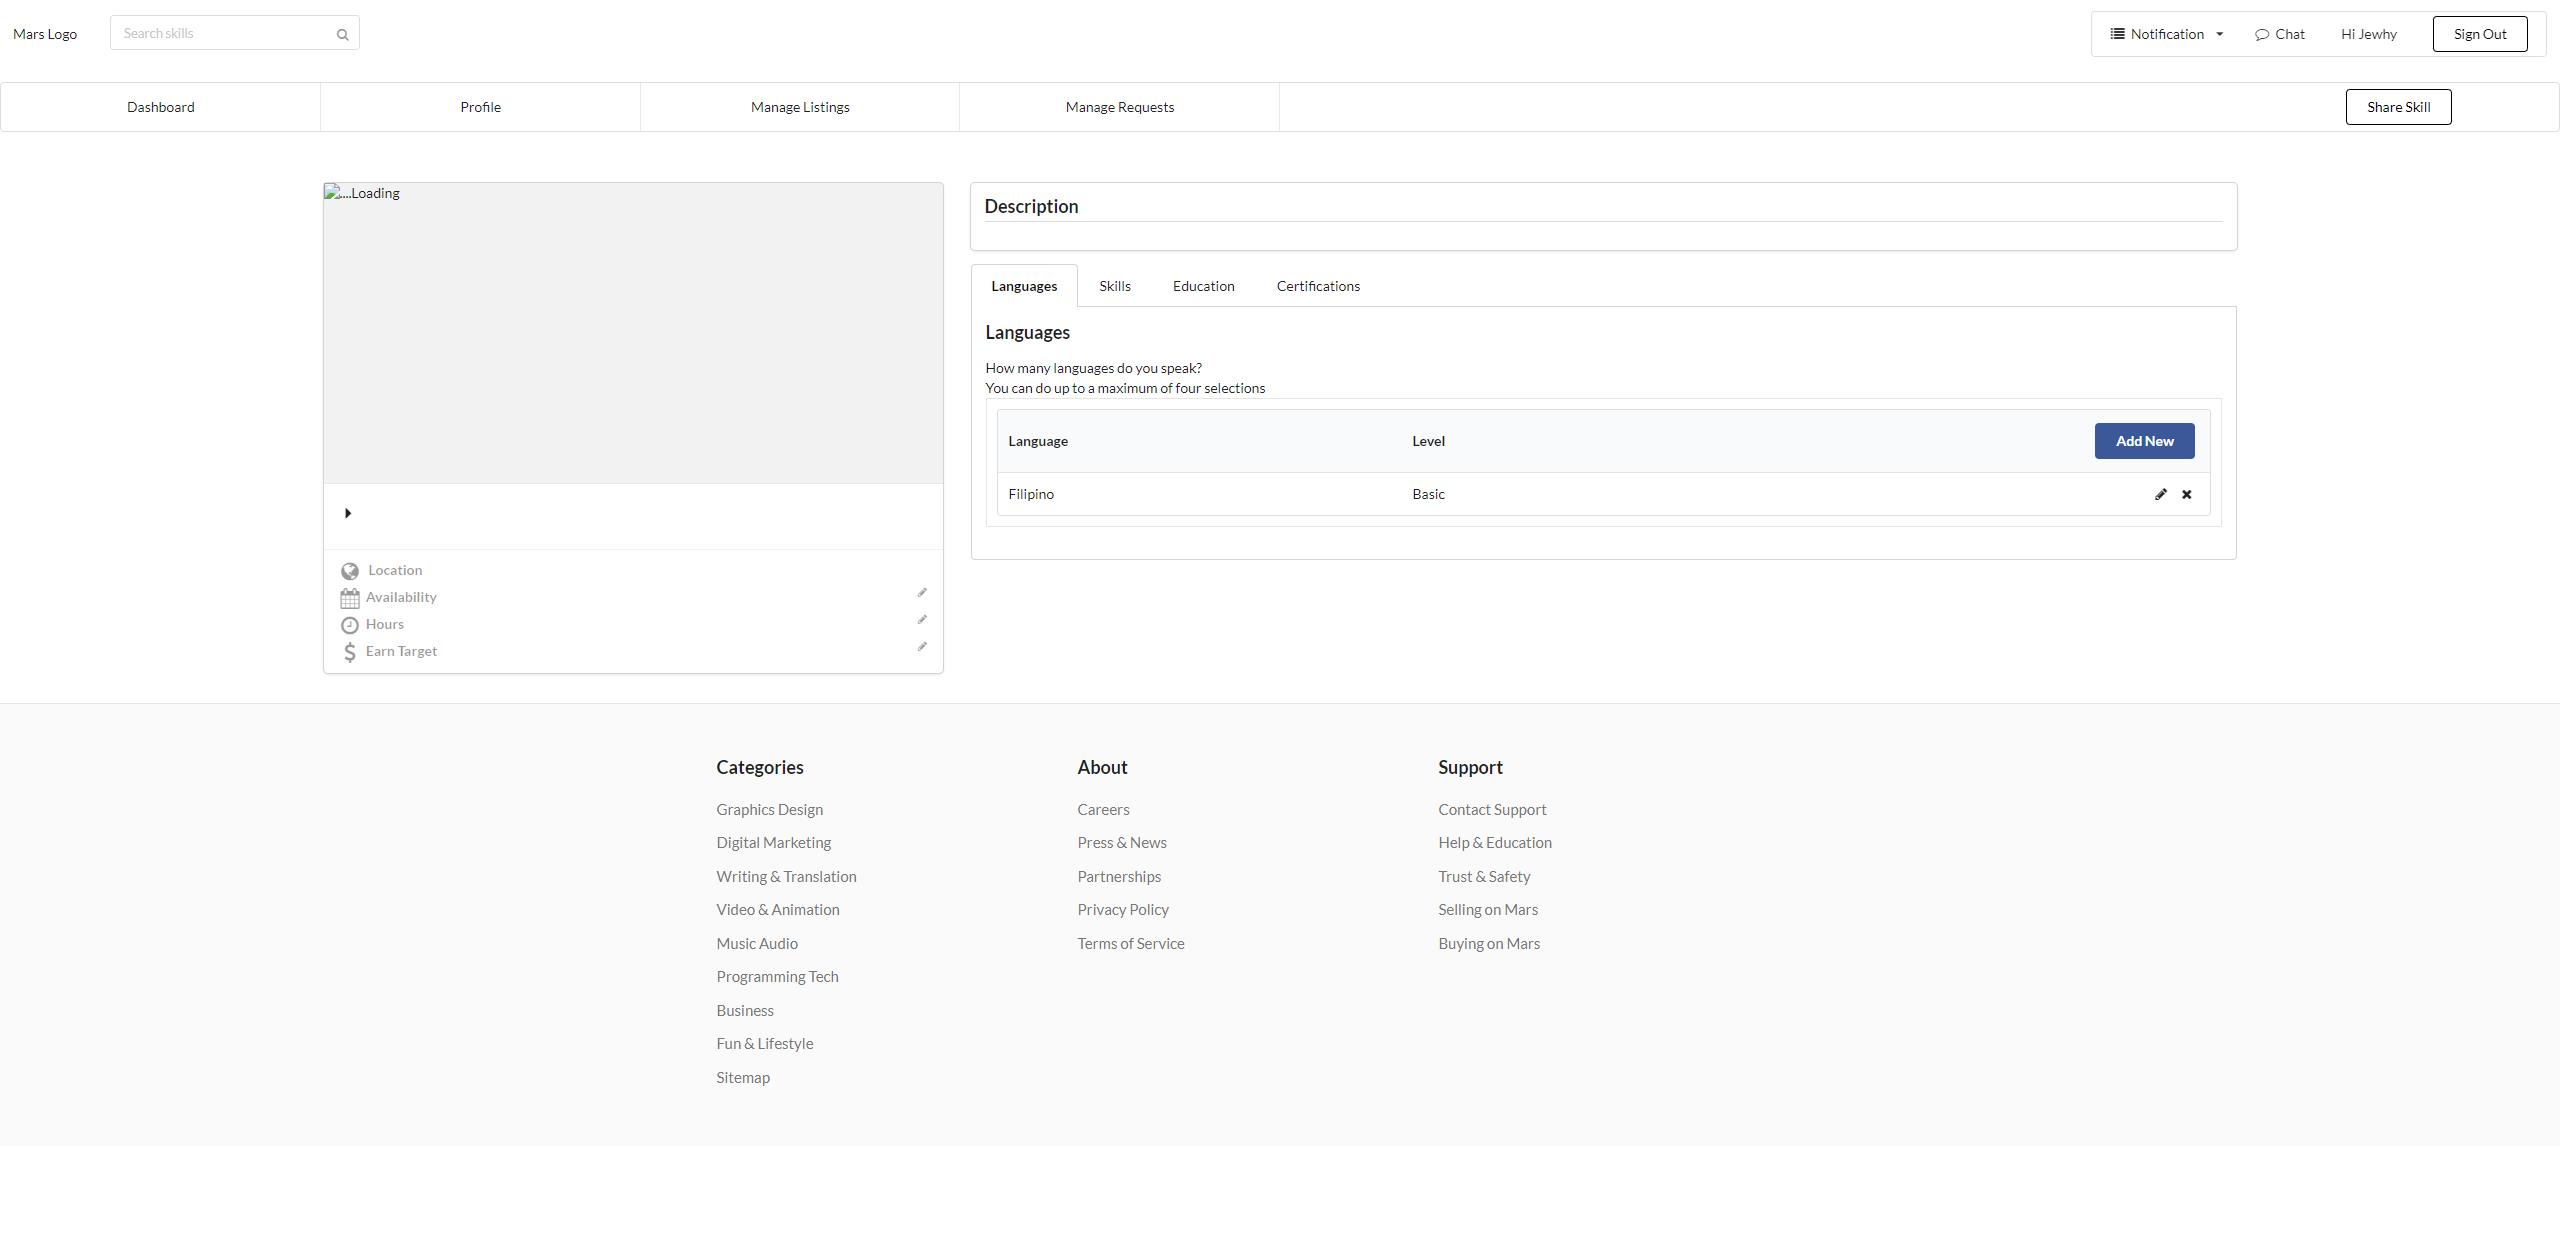 Mars Logo
Search skills
Notification
Chat
Hi Jewhy
Sign Out
Dashboard
Profile
Manage Listings
Manage Requests
Share Skill
....Loading
Location
Availability
Hours
Earn Target
Description
Languages
Skills
Education
Certifications
Languages
How many languages do you speak?
You can do up to a maximum of four selections
Language
Level
Add New
Filipino
Basic
Categories
Graphics Design
Digital Marketing
Writing & Translation
Video & Animation
Music Audio
Programming Tech
Business
Fun & Lifestyle
Sitemap
About
Careers
Press & News
Partnerships
Privacy Policy
Terms of Service
Support
Contact Support
Help & Education
Trust & Safety
Selling on Mars
Buying on Mars